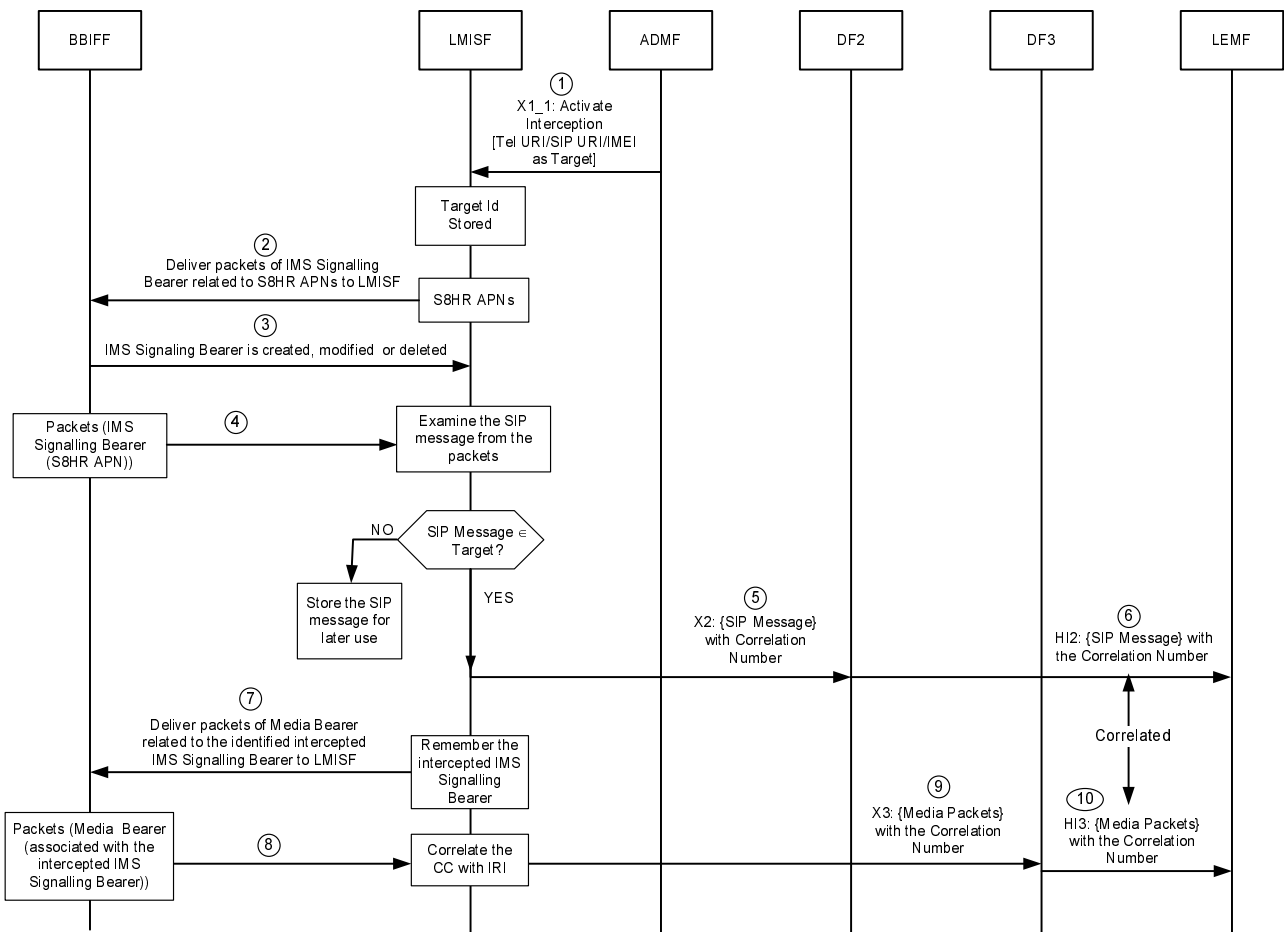 BBIFF
LMISF
ADMF
DF2
DF3
LEMF
1
X1_1: Activate
Interception
[Tel URI/SIP URI/IMEI
as Target]
Target Id
Stored
2
Deliver packets of IMS Signalling
Bearer related to S8HR APNs to LMISF
S8HR APNs
3
IMS Signaling Bearer is created, modified or deleted
Packets (IMS
Signalling Bearer
(S8HR APN))
4
Examine the SIP
message from the
packets
NO
SIP Message ∈
Target?
Store the SIP
message for
later use
YES
5
X2: {SIP Message}
with Correlation
Number
6
HI2: {SIP Message} with
the Correlation Number
7
Deliver packets of Media Bearer
related to the identified intercepted
IMS Signalling Bearer to LMISF
Remember the
intercepted IMS
Signalling
Bearer
Correlated
9
X3: {Media Packets}
with the Correlation
Number
10
HI3: {Media Packets}
with the Correlation
Number
Packets (Media Bearer
(associated with the
intercepted IMS
Signalling Bearer))
8
Correlate the
CC with IRI